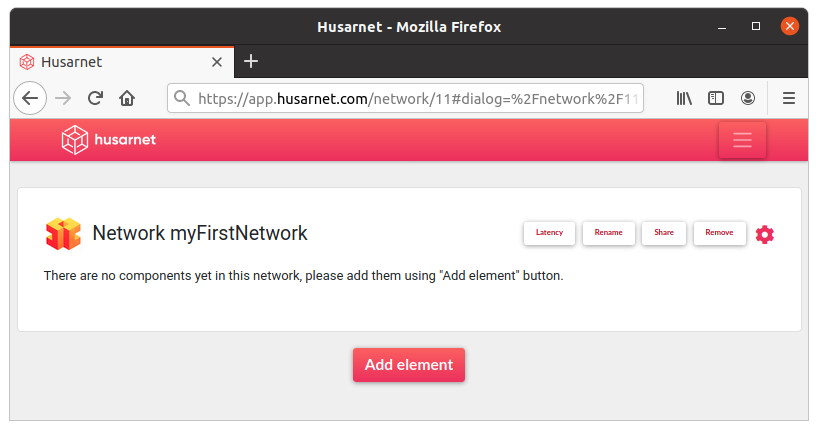 Husarnet - Mozilla Firefox
Husarnet
https://app.husarnet.com/network/11#dialog=%2Fnetwork%2F11
husarnet
Network myFirstNetwork
Latency
Rename
Share
Remove
There are no components yet in this network, please add them using "Add element" button.
Add element